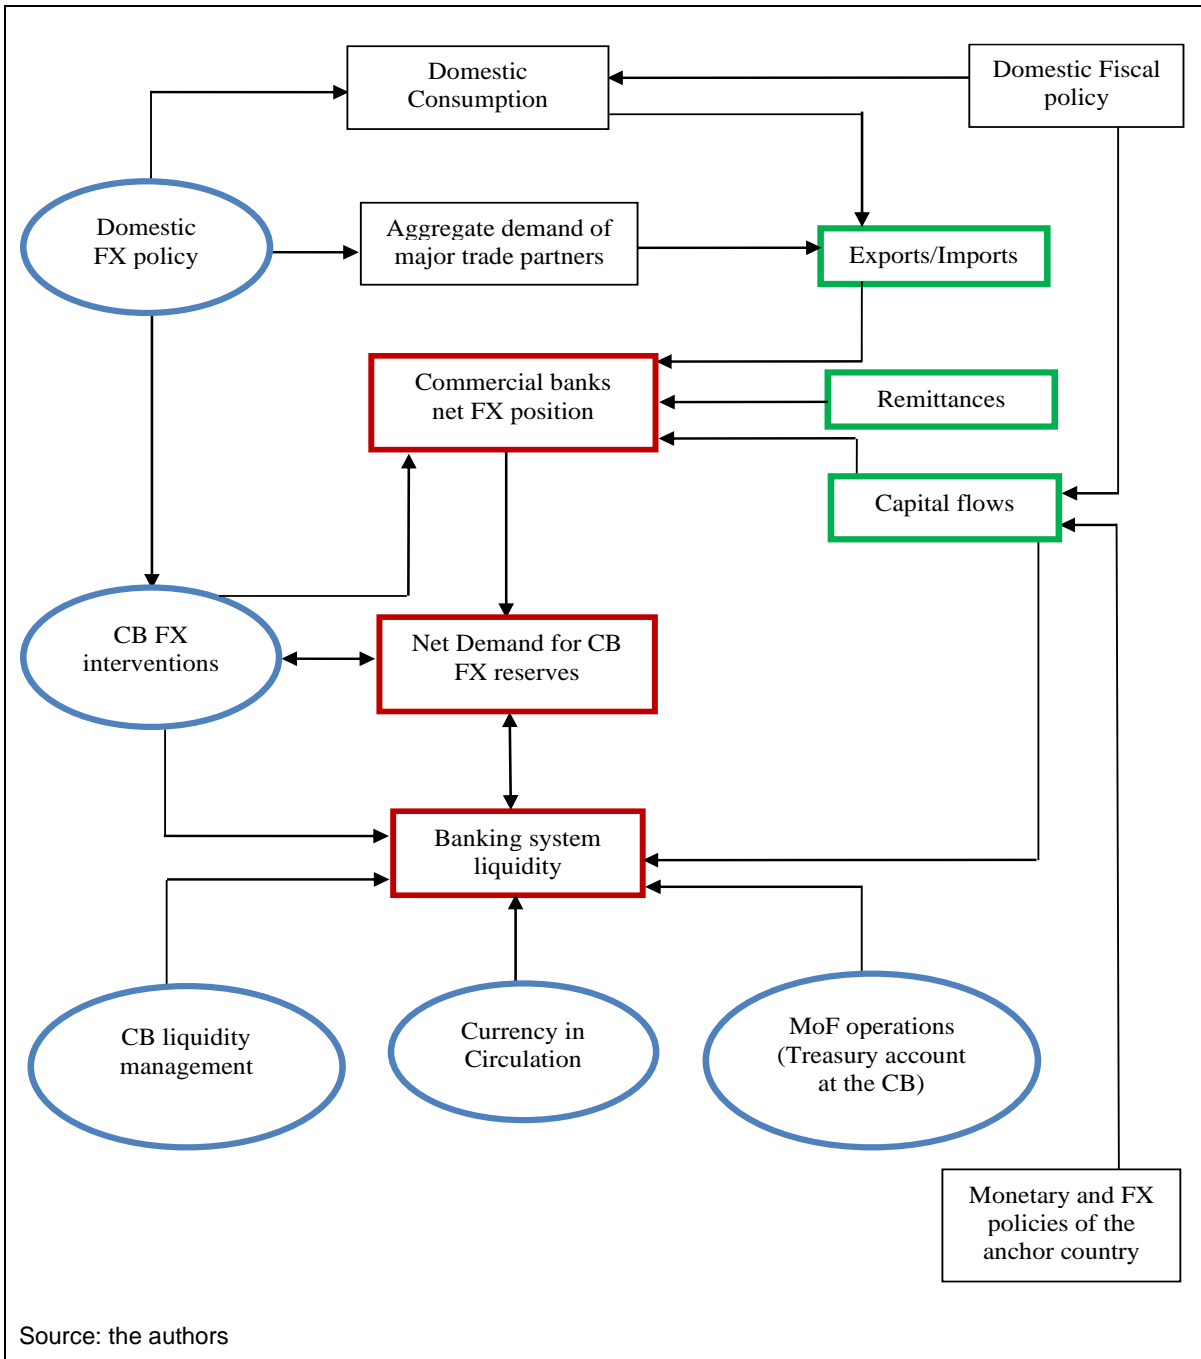 Domestic
Consumption
Domestic Fiscal
policy
Domestic
FX policy
Aggregate demand of
major trade partners
Exports/Imports
Commercial banks
net FX position
Remittances
Capital flows
CB FX
interventions
Net Demand for CB
FX reserves
Banking system
liquidity
CB liquidity
management
Currency in
Circulation
MoF operations
(Treasury account
at the CB)
Monetary and FX
policies of the
anchor country
Source: the authors